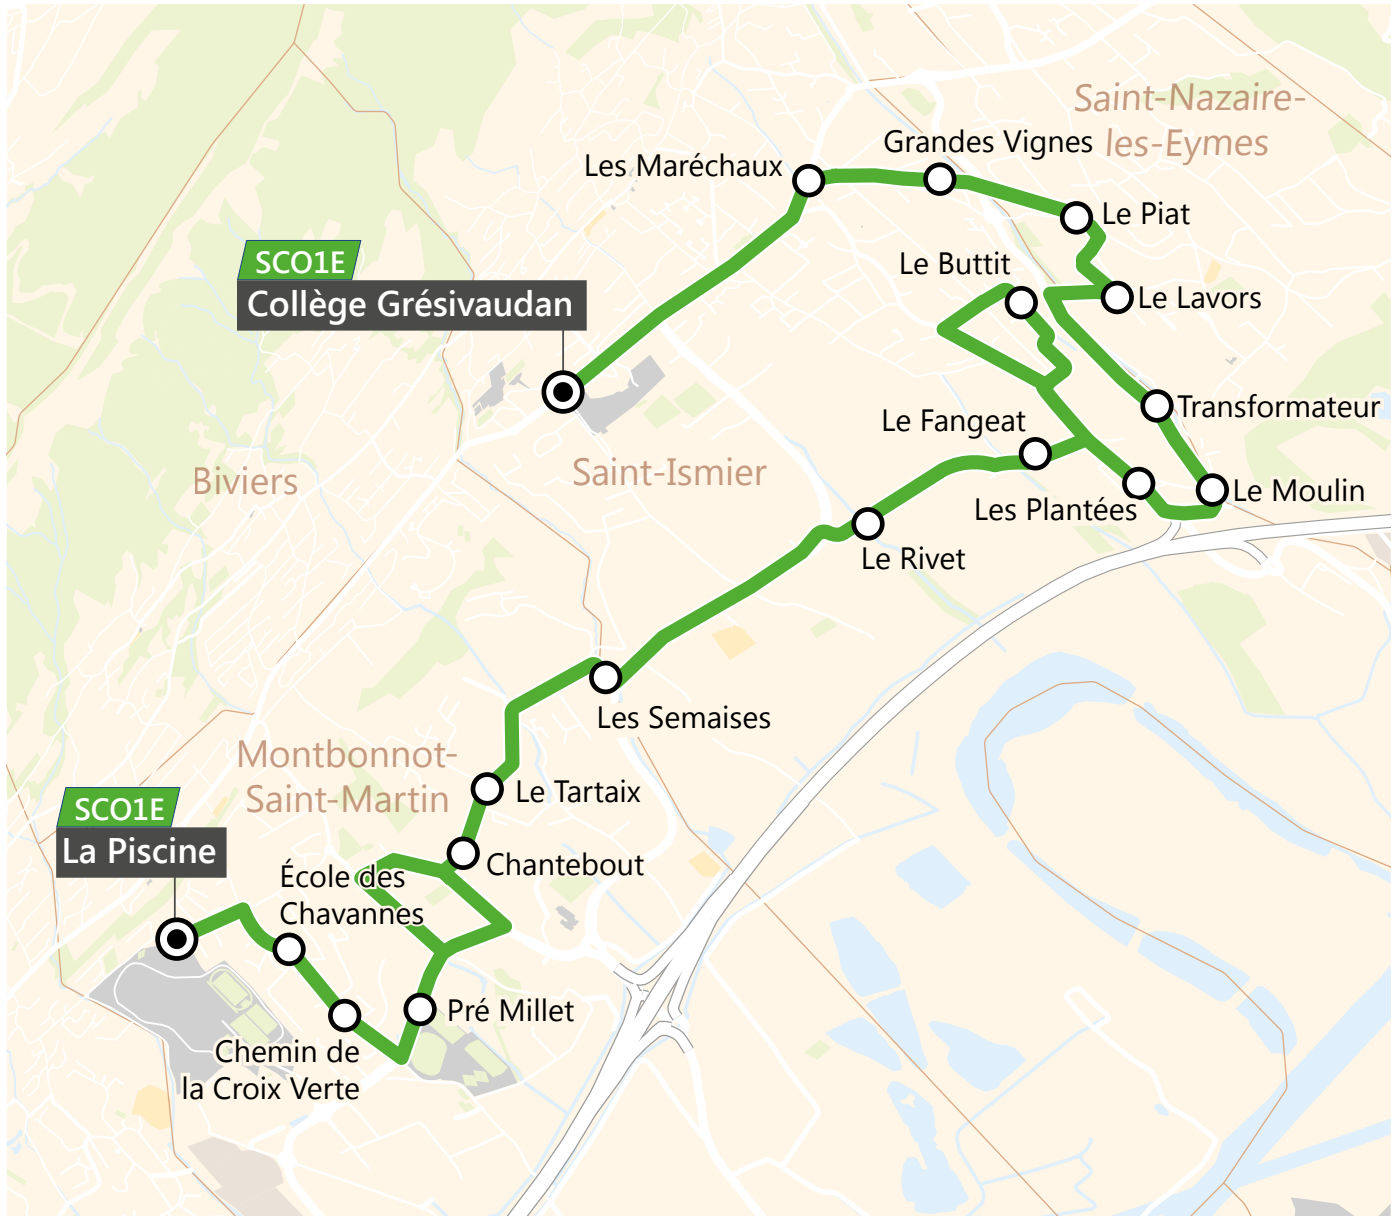 Saint-Nazaire-
les-Eymes
Grandes Vignes
Les Maréchaux
Le Piat
SCO1E
Collège Grésivaudan
Le Buttit
Le Lavors
Transformateur
Le Fangeat
Biviers
Saint-Ismier
Le Moulin
Les Plantées
Le Rivet
Les Semaises
Montbonnot-
Saint-Martin
Le Tartaix
SCO1E
La Piscine
Chantebout
École des
Chavannes
Pré Millet
Chemin de
la Croix Verte